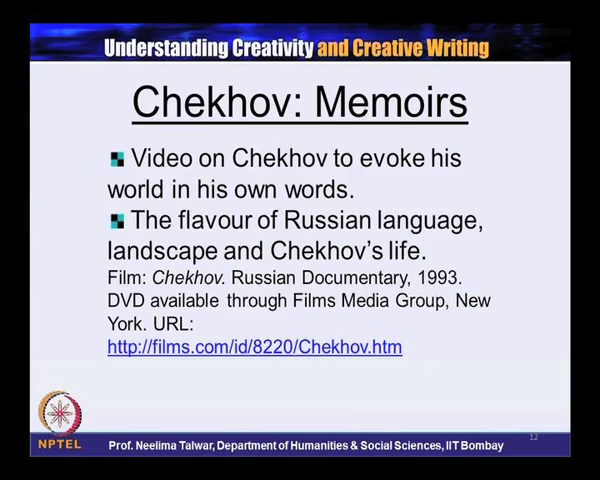 Understanding Creativity and Creative Writing
Chekhov: Memoirs
Video on Chekhov to evoke his
world in his own words.
The flavour of Russian language,
landscape and Chekhov's life.
Film: Chekhov. Russian Documentary, 1993.
DVD available through Films Media Group, New
York. URL:
http://films.com/id/8220/Chekhov.htm
12
NPTEL
Prof. Neelima Talwar, Department of Humanities & Social Sciences, IIT Bombay